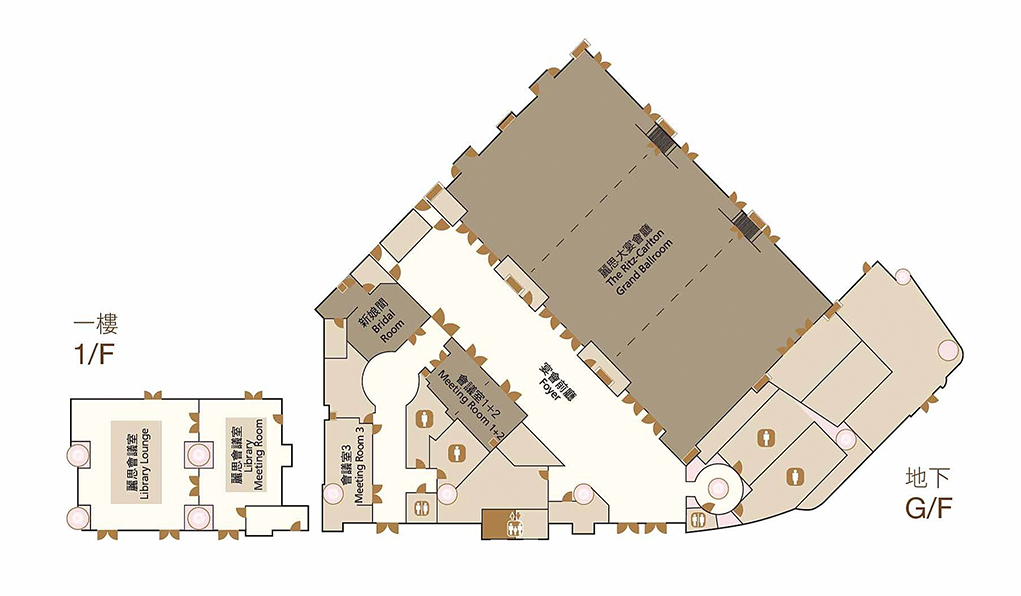 一樓
1/F
麗思會議室
Library Lounge
麗思會議室
Library
Meeting Room
新娘間
Bridal
Room
會議室1+2
Meeting Room 1+2
會議室3
Meeting Room 3
宴會前廳
Foyer
麗思大宴會廳
The Ritz-Carlton
Grand Ballroom
地下
G/F